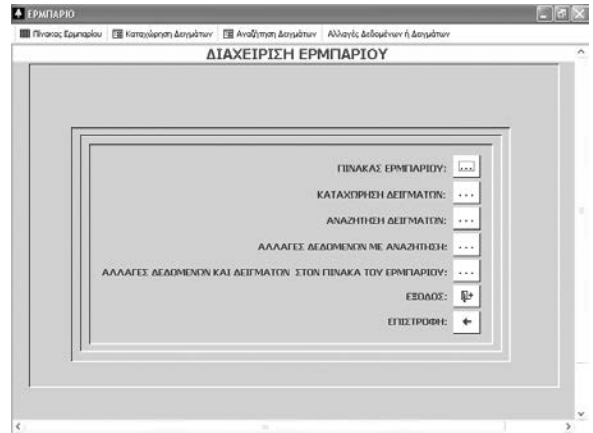 ΕΡΜΠΑΡΙΟ
Πίνακας Ερμπαρίου Καταχώρηση Δειγμάτων Αναζήτηση Δειγμάτων Αλλαγές Δεδομένων ή Δειγμάτων
ΔΙΑΧΕΙΡΙΣΗ ΕΡΜΠΑΡΙΟΥ
ΠΙΝΑΚΑΣ ΕΡΜΠΑΡΙΟΥ: ...
ΚΑΤΑΧΩΡΗΣΗ ΔΕΙΓΜΑΤΩΝ: ...
ΑΝΑΖΗΤΗΣΗ ΔΕΙΓΜΑΤΩΝ: ...
ΑΛΛΑΓΕΣ ΔΕΔΟΜΕΝΩΝ ΜΕ ΑΝΑΖΗΤΗΣΗ: ...
ΑΛΛΑΓΕΣ ΔΕΔΟΜΕΝΩΝ ΚΑΙ ΔΕΙΓΜΑΤΩΝ ΣΤΟΝ ΠΙΝΑΚΑ ΤΟΥ ΕΡΜΠΑΡΙΟΥ: ...
ΕΞΟΔΟΣ:
ΕΠΙΣΤΡΟΦΗ: